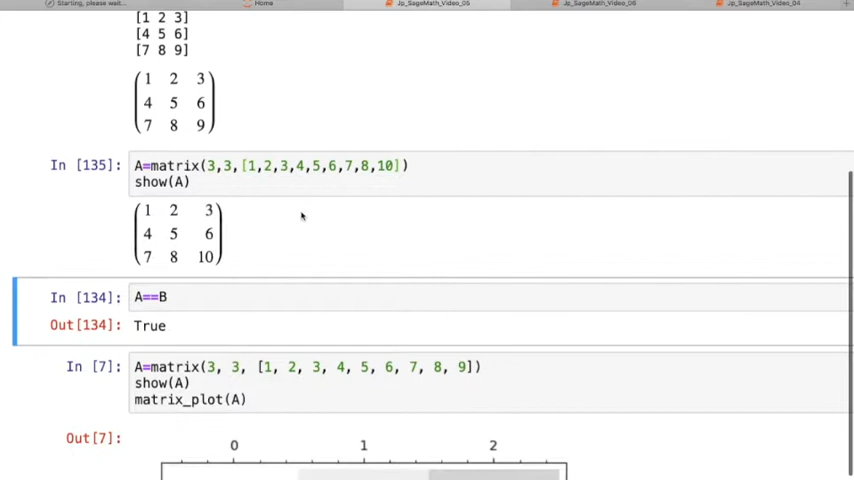 Starting, please wait... Home Jp_SageMath_Video_05 Jp_SageMath_Video_06 Jp_SageMath_Video_04
[1 2 3]
[4 5 6]
[7 8 9]
1 2 3
4 5 6
7 8 9
In [135]: A=matrix(3,3,[1,2,3,4,5,6,7,8,10])
show(A)
1 2 3
4 5 6
7 8 10
In [134]: A==B
Out[134]: True
In [7]: A=matrix(3, 3, [1, 2, 3, 4, 5, 6, 7, 8, 9])
show(A)
matrix_plot(A)
Out[7]: 0 1 2